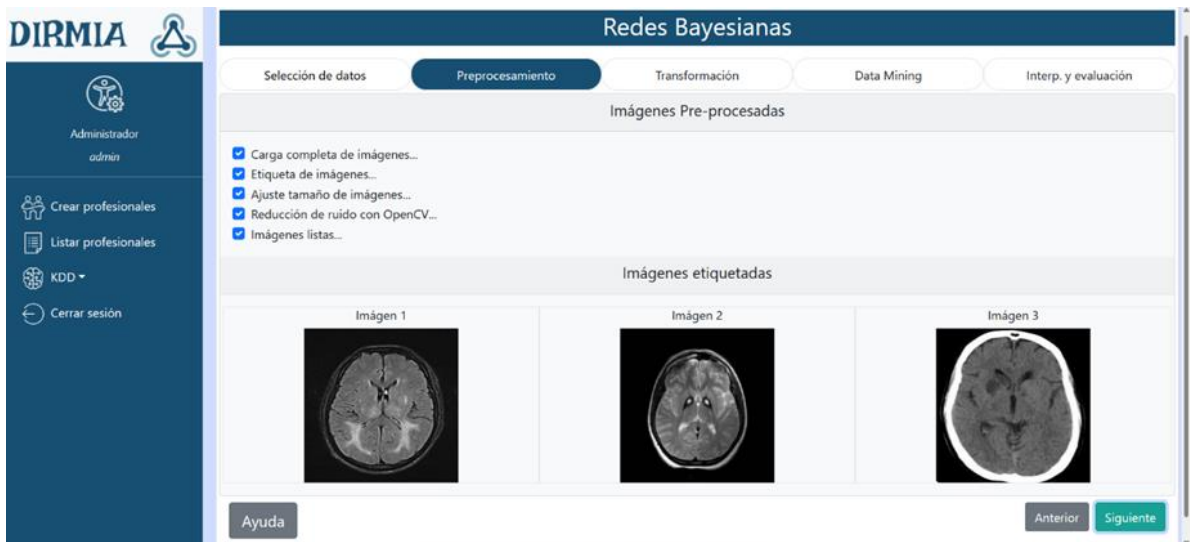 DIRMIA
Administrador
admin
Crear profesionales
Listar profesionales
KDD
Cerrar sesión
Redes Bayesianas
Selección de datos
Preprocesamiento
Transformación
Data Mining
Interp. y evaluación
Imágenes Pre-procesadas
Carga completa de imágenes...
Etiqueta de imágenes...
Ajuste tamaño de imágenes...
Reducción de ruido con OpenCV...
Imágenes listas...
Imágenes etiquetadas
Imágen 1
Imágen 2
Imágen 3
Ayuda
Anterior
Siguiente